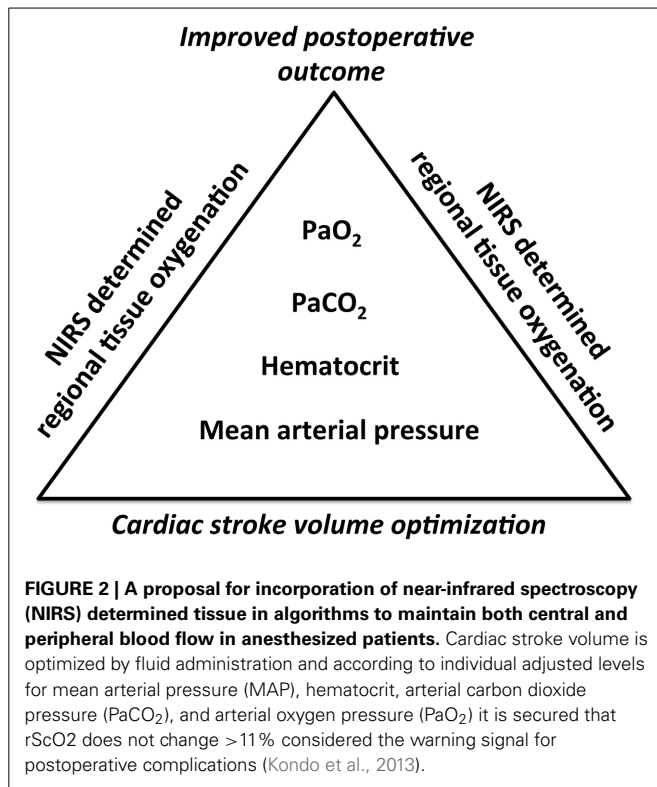 Improved postoperative
outcome
NIRS determined
regional tissue oxygenation
NIRS determined
regional tissue oxygenation
PaO₂
PaCO₂
Hematocrit
Mean arterial pressure
Cardiac stroke volume optimization
FIGURE 2 | A proposal for incorporation of near-infrared spectroscopy
(NIRS) determined tissue in algorithms to maintain both central and
peripheral blood flow in anesthesized patients. Cardiac stroke volume is
optimized by fluid administration and according to individual adjusted levels
for mean arterial pressure (MAP), hematocrit, arterial carbon dioxide
pressure (PaCO₂), and arterial oxygen pressure (PaO₂) it is secured that
rScO2 does not change >11% considered the warning signal for
postoperative complications (Kondo et al., 2013).